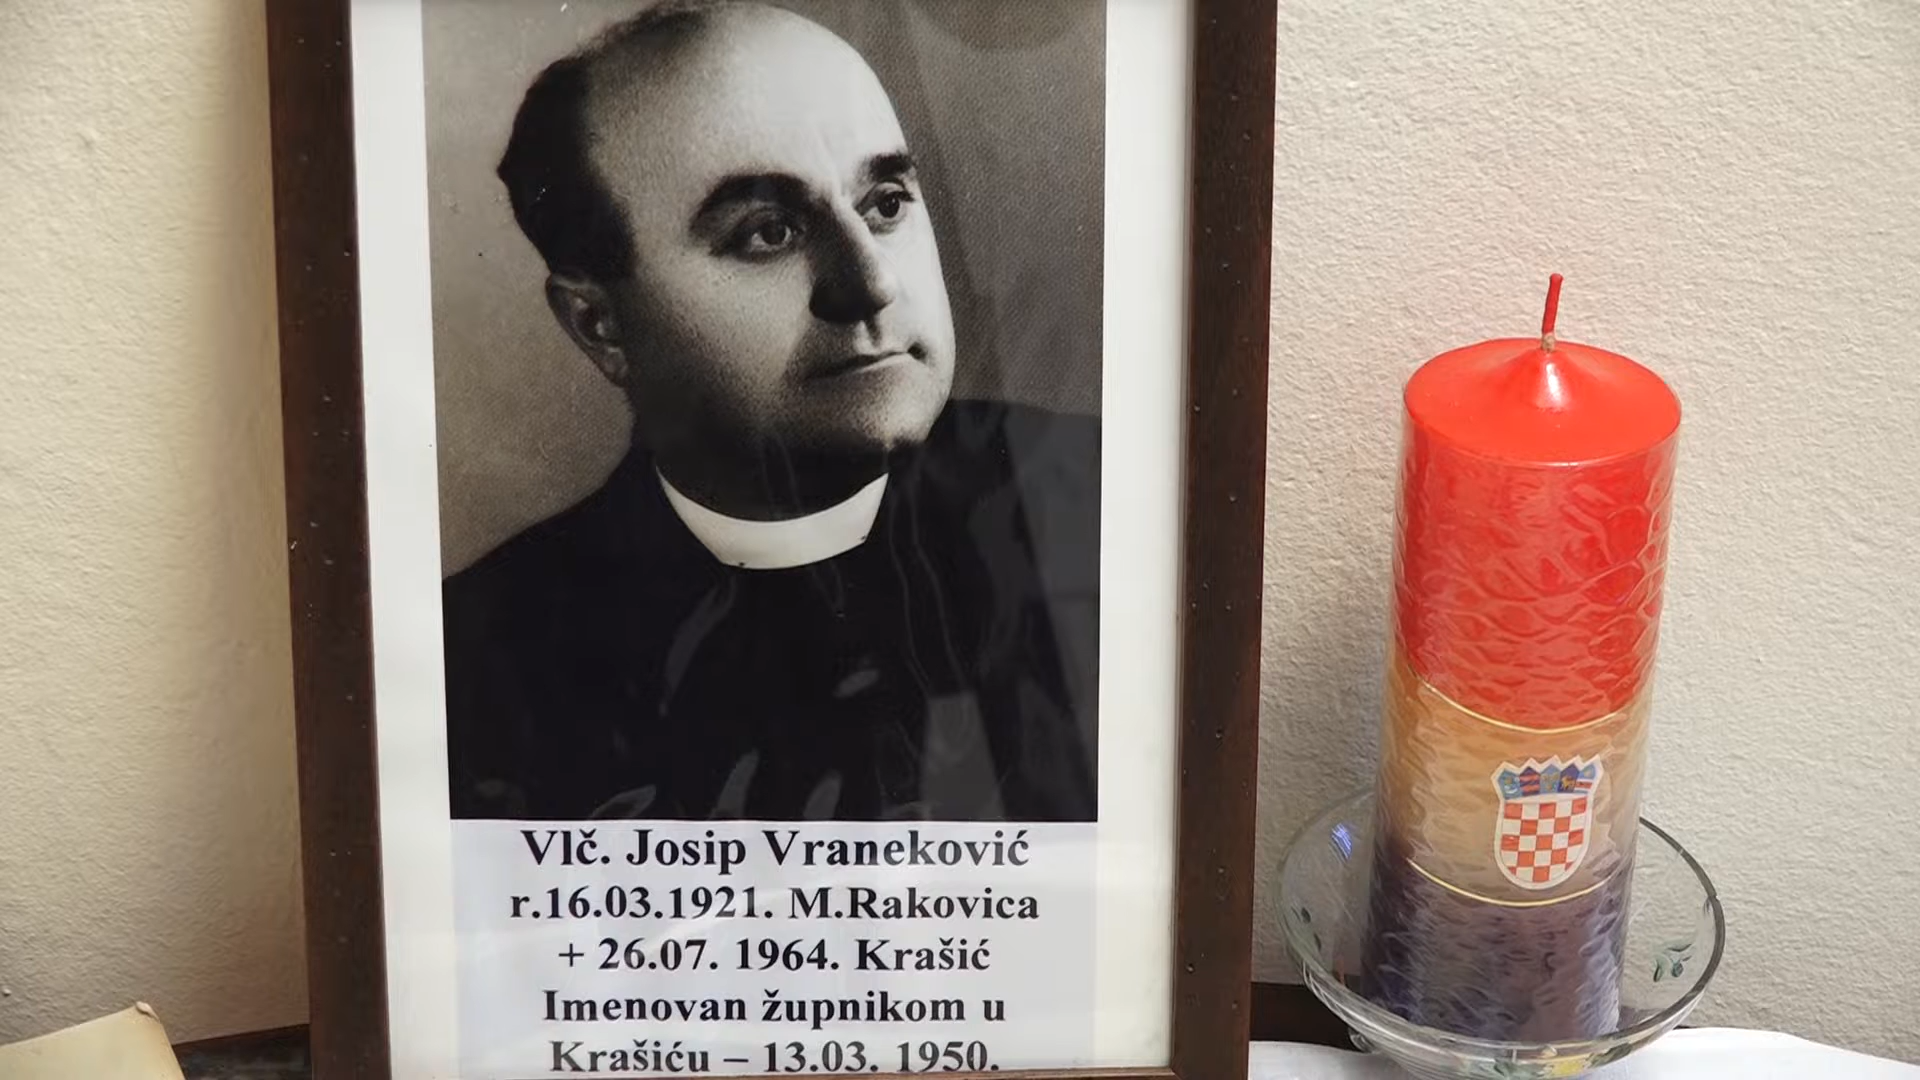 Vlč. Josip Vraneković
r.16.03.1921. M.Rakovica
+ 26.07. 1964. Krašić
Imenovan župnikom u
Krašiću – 13.03. 1950.